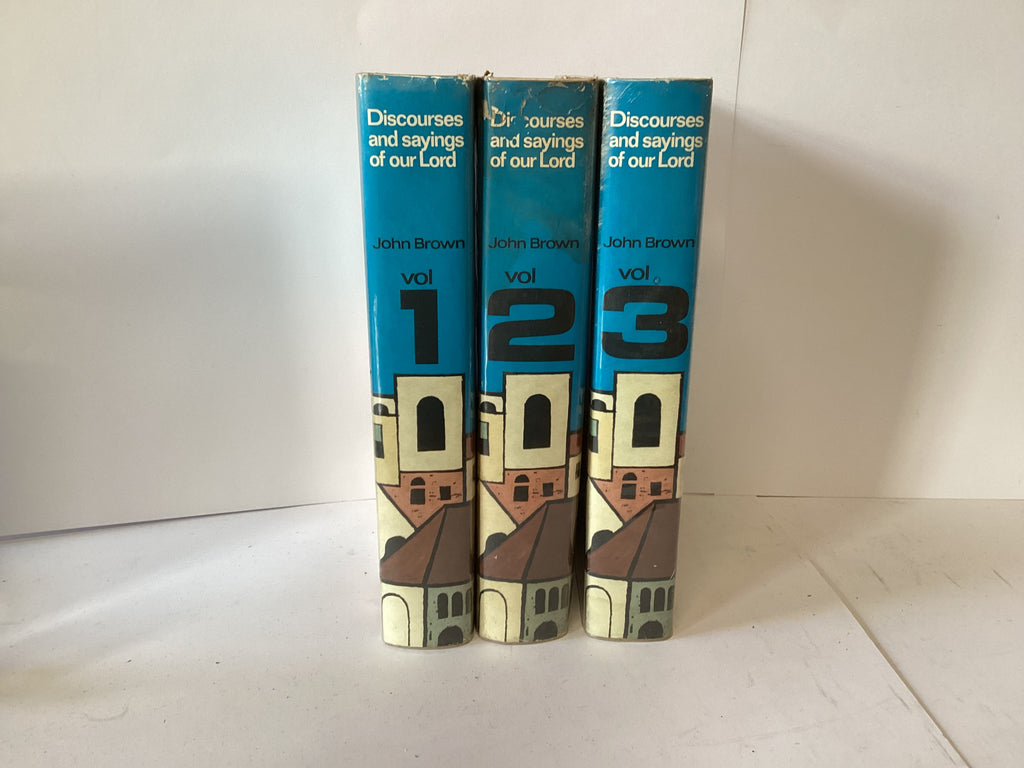 Discourses
and sayings
of our Lord
John Brown
vol
1
Discourses
and sayings
of our Lord
John Brown
vol
2
Discourses
and sayings
of our Lord
John Brown
vol
3